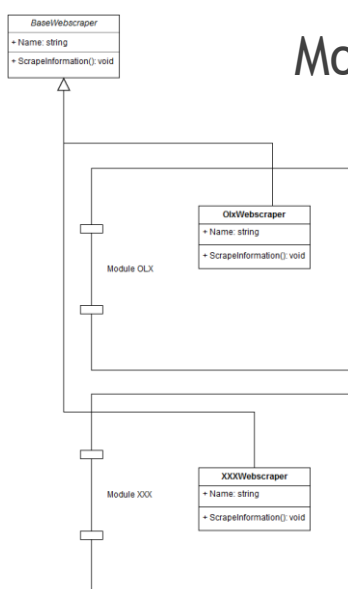 BaseWebscraper
+ Name: string
+ ScrapeInformation(): void
OlxWebscraper
+ Name: string
+ ScrapeInformation(): void
Module OLX
XXXWebscraper
+ Name: string
+ ScrapeInformation(): void
Module XXX